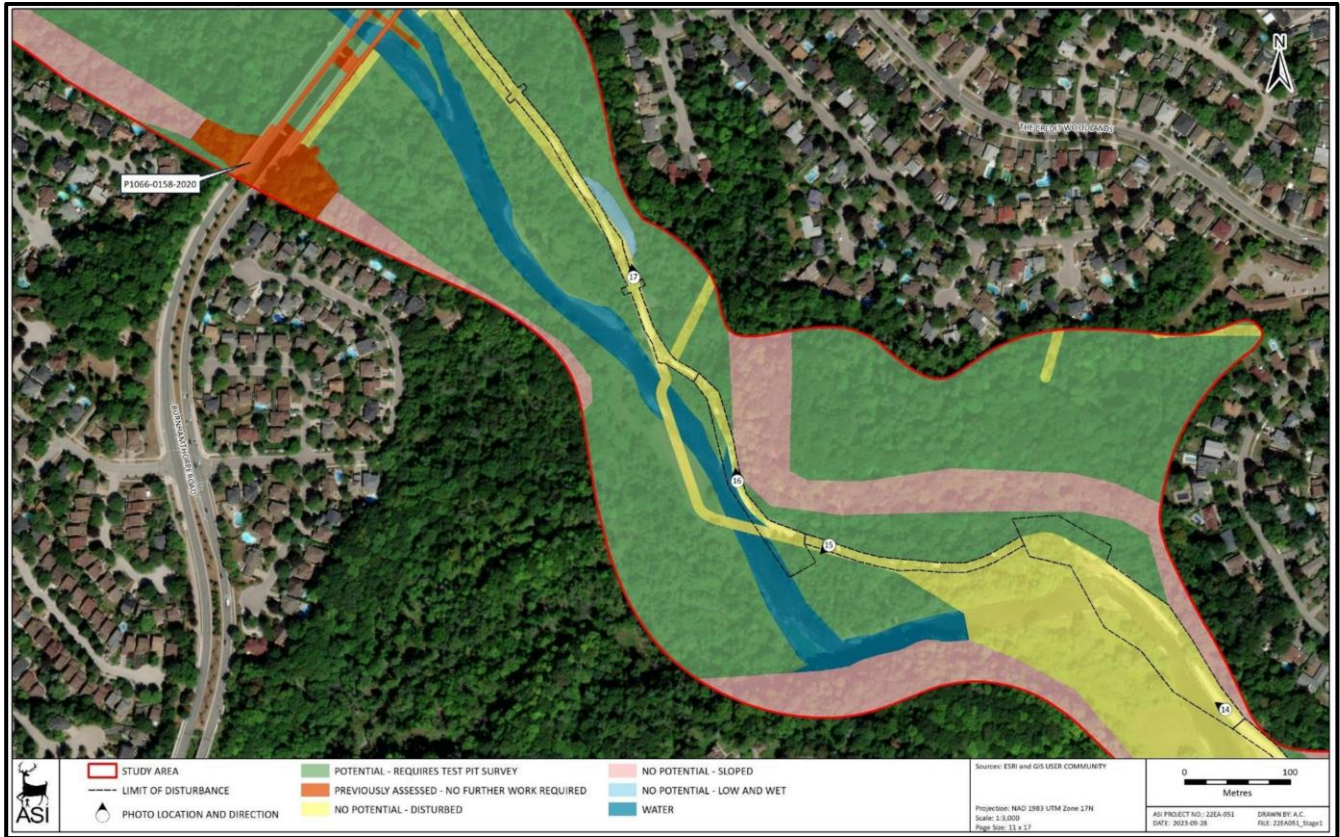 N
THE CREDIT WOODLANDS
P1066-0158-2020
17
BURNHAMTHORPE ROAD
16
15
14
ASI
STUDY AREA
LIMIT OF DISTURBANCE
PHOTO LOCATION AND DIRECTION
POTENTIAL - REQUIRES TEST PIT SURVEY
PREVIOUSLY ASSESSED - NO FURTHER WORK REQUIRED
NO POTENTIAL - DISTURBED
NO POTENTIAL - SLOPED
NO POTENTIAL - LOW AND WET
WATER
Sources: ESRI and GIS USER COMMUNITY
Projection: NAD 1983 UTM Zone 17N
Scale: 1:3,000
Page Size: 11 x 17
0 100
Metres
ASI PROJECT NO.: 22EA-051 DRAWN BY: A.C.
DATE: 2023-09-28 FILE: 22EA051_Stage1